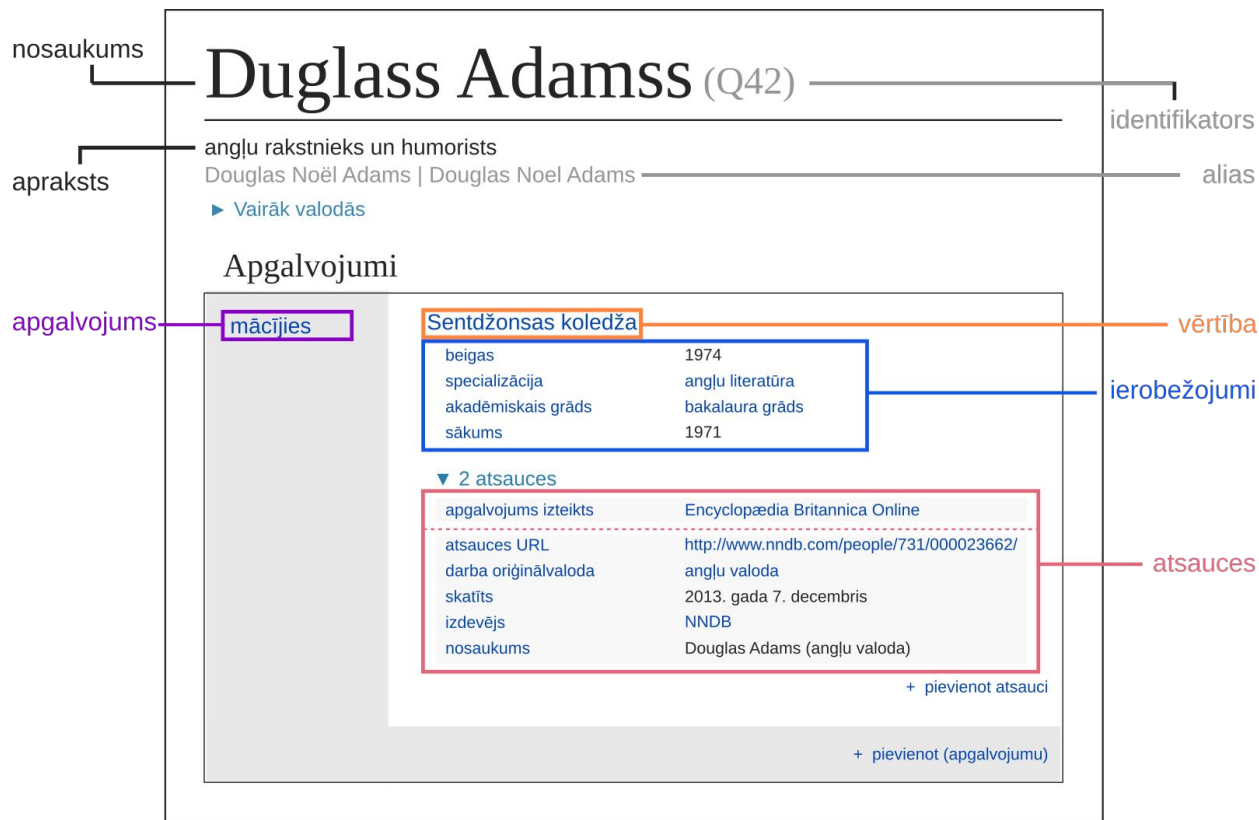 nosaukums
Duglass Adamss (Q42)
identifikators
angļu rakstnieks un humorists
apraksts
Douglas Noël Adams | Douglas Noel Adams
alias
► Vairāk valodās
Apgalvojumi
apgalvojums
mācījies
Sentdžonsas koledža
vērtība
beigas 1974
specializācija angļu literatūra
ierobežojumi
akadēmiskais grāds bakalaura grāds
sākums 1971
▼ 2 atsauces
apgalvojums izteikts Encyclopædia Britannica Online
atsauces URL http://www.nndb.com/people/731/000023662/
atsauces
darba oriģinālvaloda angļu valoda
skatīts 2013. gada 7. decembris
izdevējs NNDB
nosaukums Douglas Adams (angļu valoda)
+ pievienot atsauci
+ pievienot (apgalvojumu)